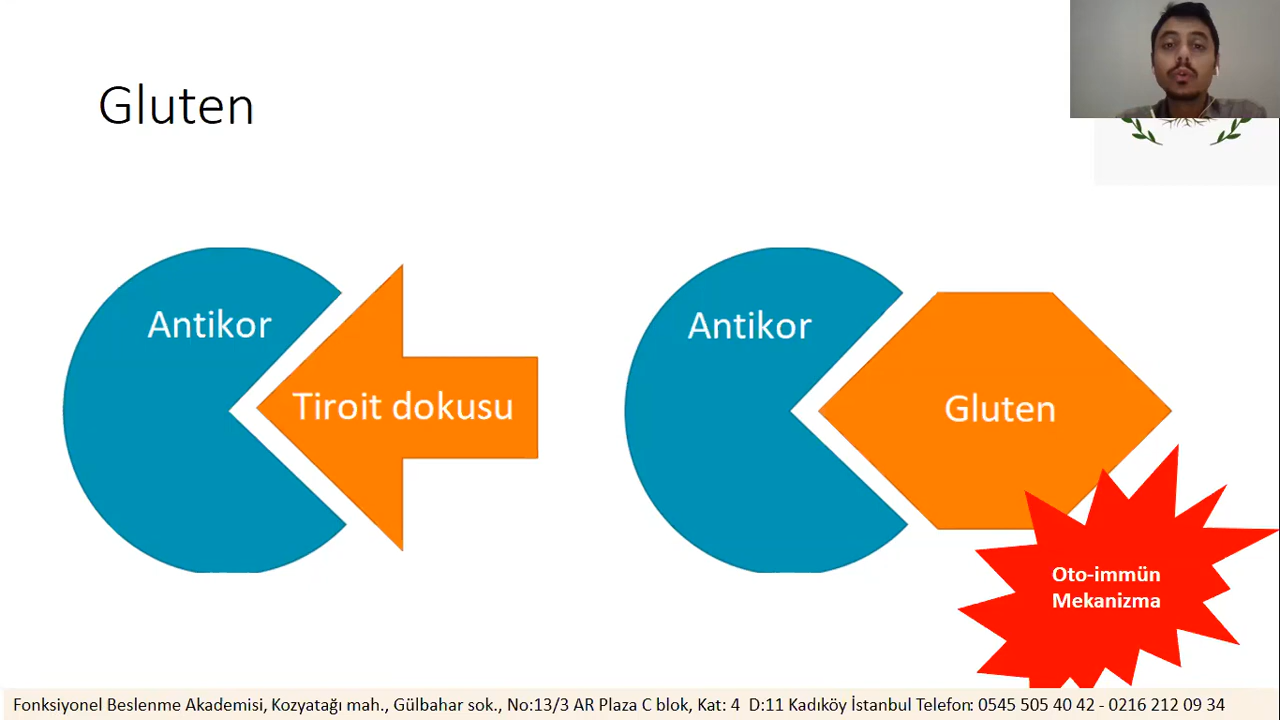 Gluten
Antikor
Tiroit dokusu
Antikor
Gluten
Oto-immün
Mekanizma
Fonksiyonel Beslenme Akademisi, Kozyatağı mah., Gülbahar sok., No:13/3 AR Plaza C blok, Kat: 4 D:11 Kadıköy İstanbul Telefon: 0545 505 40 42 - 0216 212 09 34